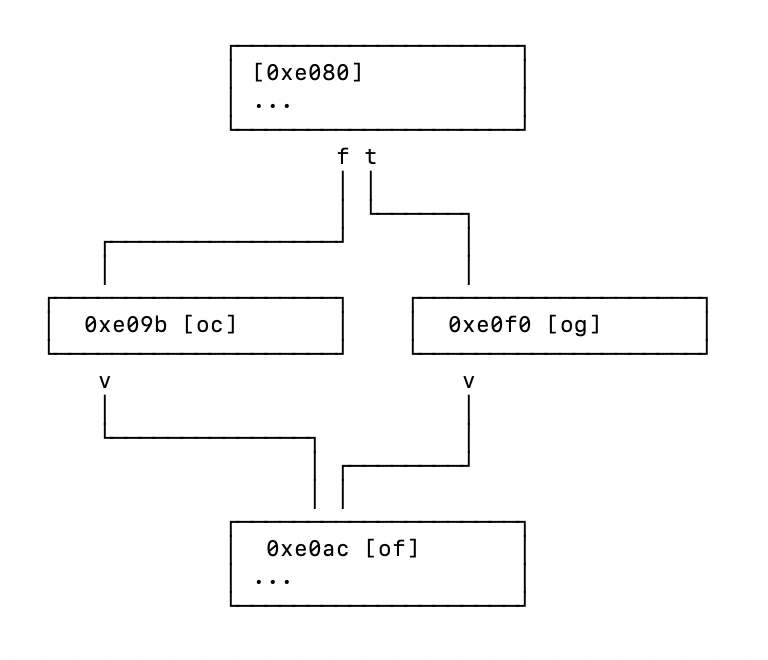 [0xe080]
...
f t
0xe09b [oc]
0xe0f0 [og]
v
v
0xe0ac [of]
...